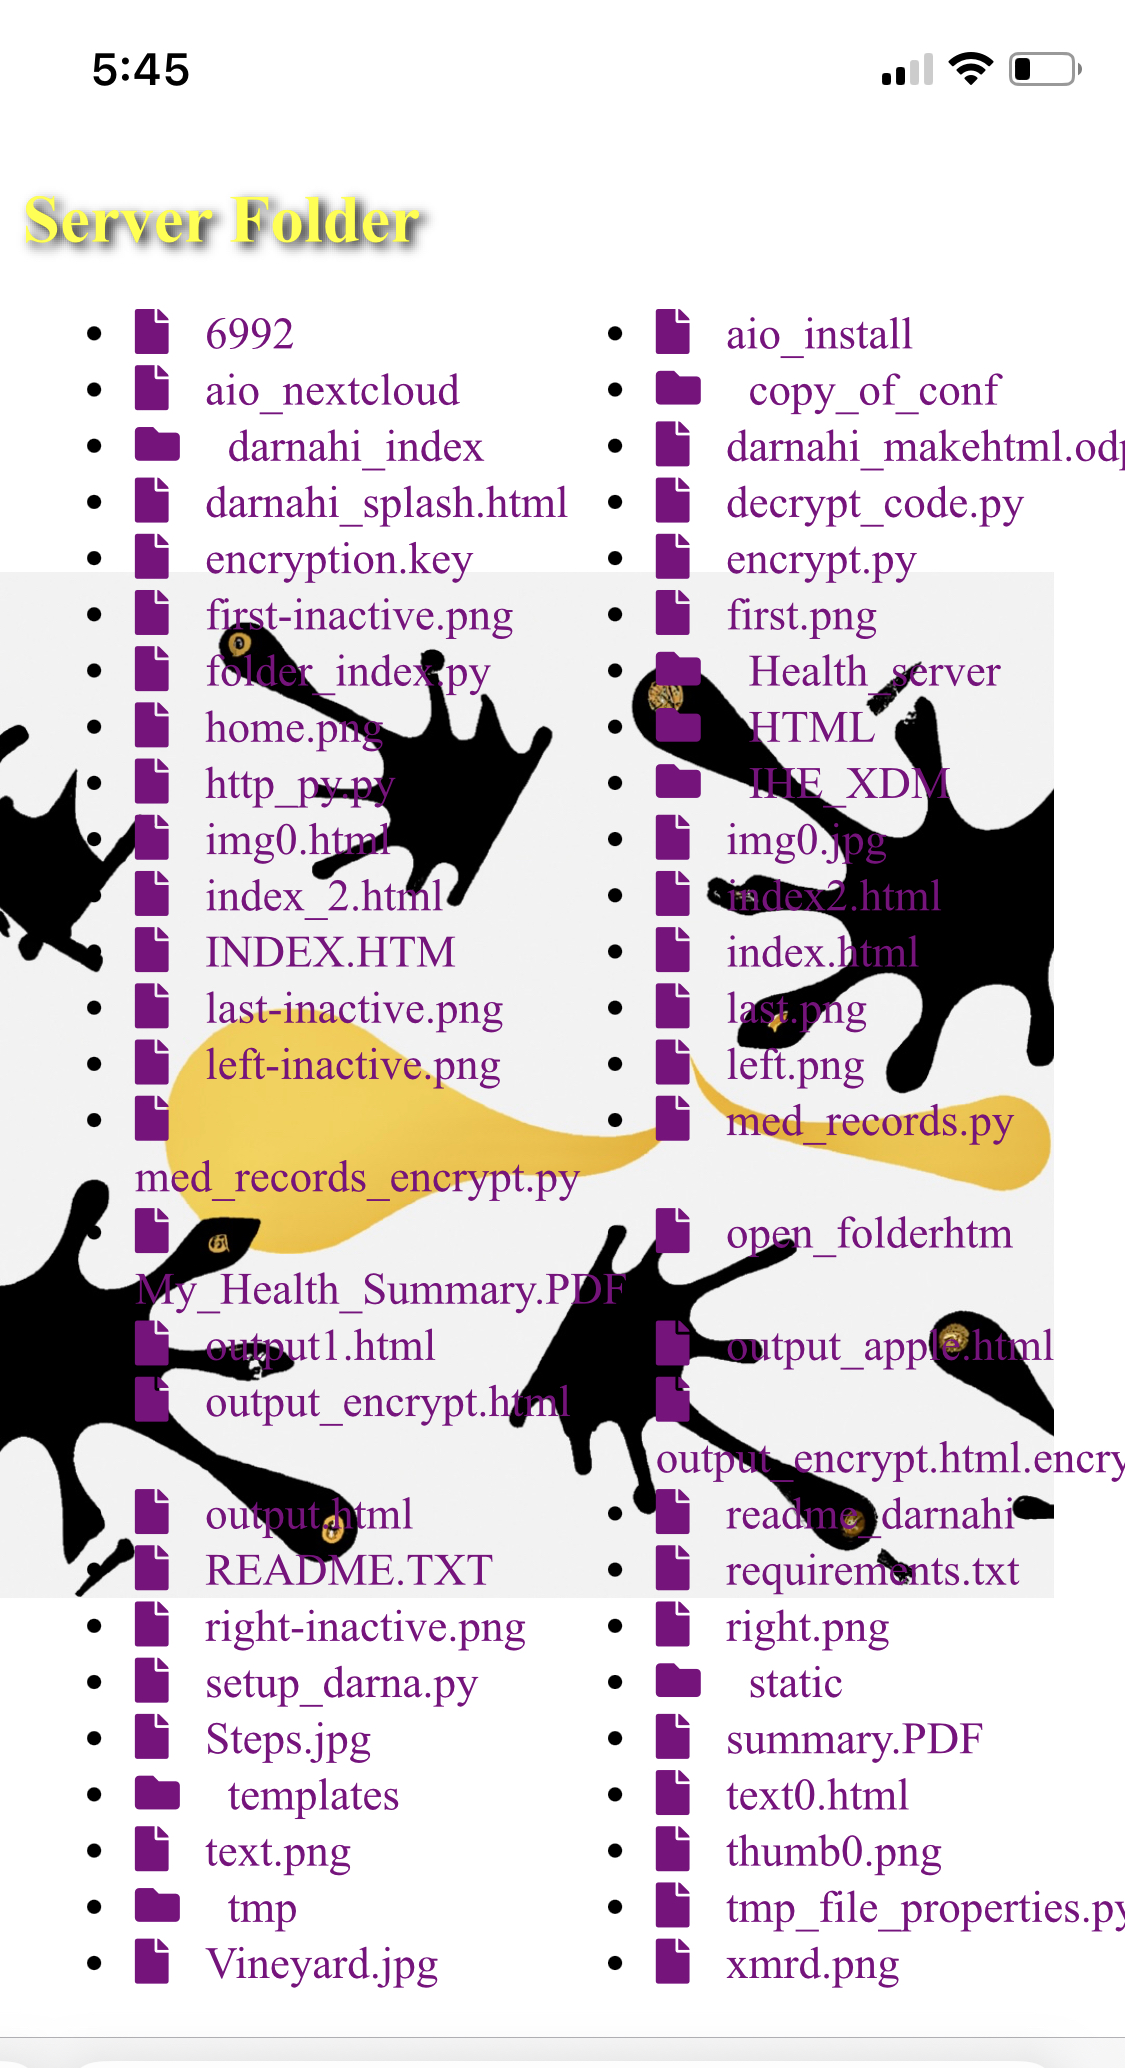 5:45
Server Folder
6992
aio_install
aio_nextcloud
copy_of_conf
darnahi_index
darnahi_makehtml.odp
darnahi_splash.html
decrypt_code.py
encryption.key
encrypt.py
first-inactive.png
first.png
folder_index.py
Health_server
home.png
HTML
http_py.py
IHE_XDM
img0.html
img0.jpg
index_2.html
index2.html
INDEX.HTM
index.html
last-inactive.png
last.png
left-inactive.png
left.png
med_records_encrypt.py
med_records.py
My_Health_Summary.PDF
open_folderhtm
output1.html
output_apple.html
output_encrypt.html
output_encrypt.html.encry
output.html
readme_darnahi
README.TXT
requirements.txt
right-inactive.png
right.png
setup_darna.py
static
Steps.jpg
summary.PDF
templates
text0.html
text.png
thumb0.png
tmp
tmp_file_properties.py
Vineyard.jpg
xmrd.png